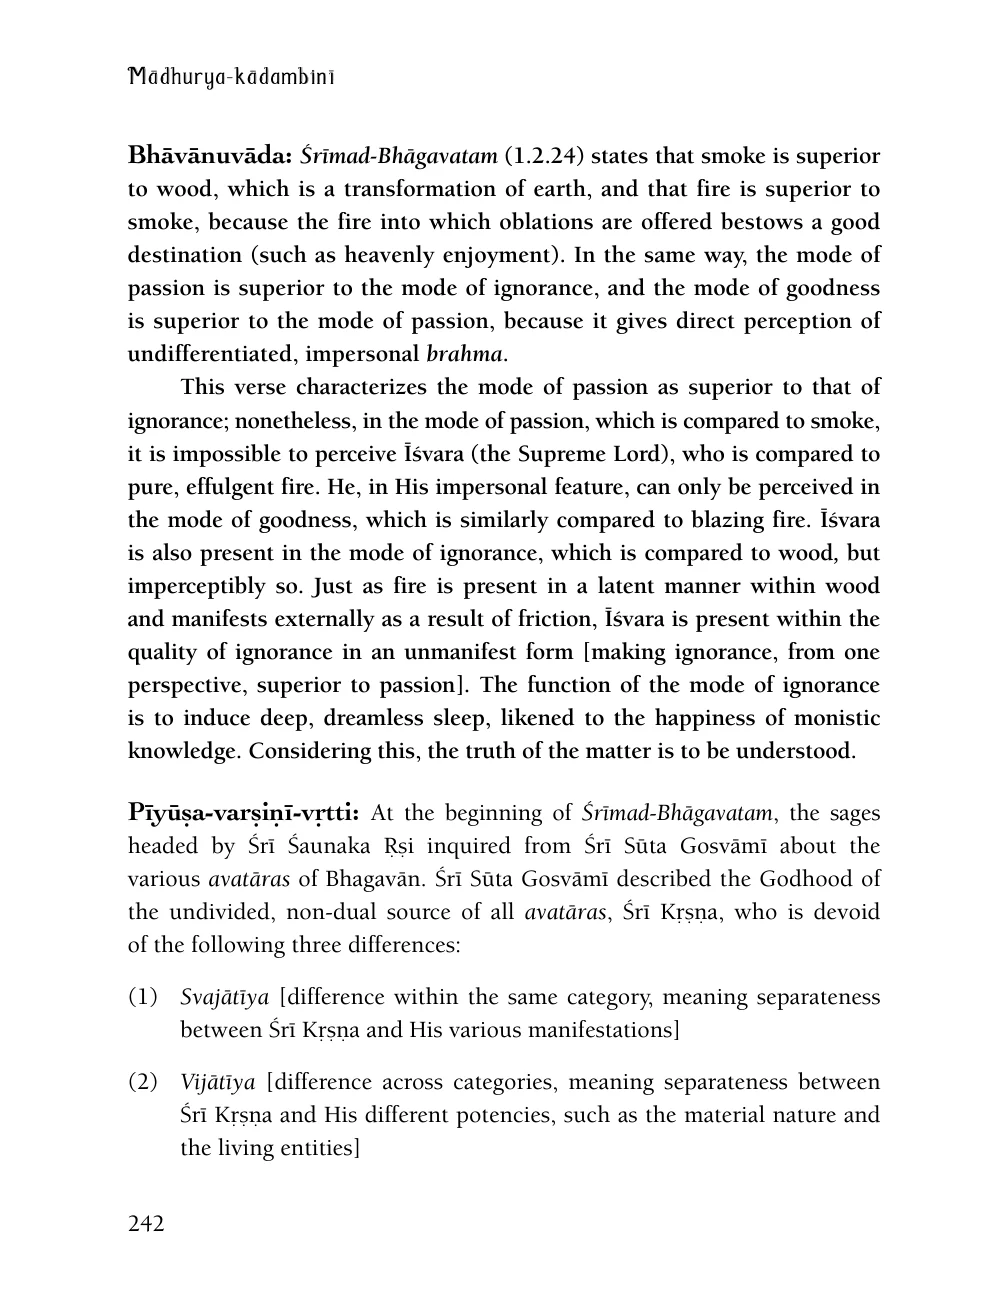 Mādhurya-kādambinī
Bhāvānuvāda: Śrīmad-Bhāgavatam (1.2.24) states that smoke is superior
to wood, which is a transformation of earth, and that fire is superior to
smoke, because the fire into which oblations are offered bestows a good
destination (such as heavenly enjoyment). In the same way, the mode of
passion is superior to the mode of ignorance, and the mode of goodness
is superior to the mode of passion, because it gives direct perception of
undifferentiated, impersonal brahma.
This verse characterizes the mode of passion as superior to that of
ignorance; nonetheless, in the mode of passion, which is compared to smoke,
it is impossible to perceive Īśvara (the Supreme Lord), who is compared to
pure, effulgent fire. He, in His impersonal feature, can only be perceived in
the mode of goodness, which is similarly compared to blazing fire. Īśvara
is also present in the mode of ignorance, which is compared to wood, but
imperceptibly so. Just as fire is present in a latent manner within wood
and manifests externally as a result of friction, Īśvara is present within the
quality of ignorance in an unmanifest form [making ignorance, from one
perspective, superior to passion]. The function of the mode of ignorance
is to induce deep, dreamless sleep, likened to the happiness of monistic
knowledge. Considering this, the truth of the matter is to be understood.
Pīyūṣa-varṣiṇī-vṛtti: At the beginning of Śrīmad-Bhāgavatam, the sages
headed by Śrī Śaunaka Ṛṣi inquired from Śrī Sūta Gosvāmī about the
various avatāras of Bhagavān. Śrī Sūta Gosvāmī described the Godhood of
the undivided, non-dual source of all avatāras, Śrī Kṛṣṇa, who is devoid
of the following three differences:
(1) Svajātīya [difference within the same category, meaning separateness
between Śrī Kṛṣṇa and His various manifestations]
(2) Vijātīya [difference across categories, meaning separateness between
Śrī Kṛṣṇa and His different potencies, such as the material nature and
the living entities]
242